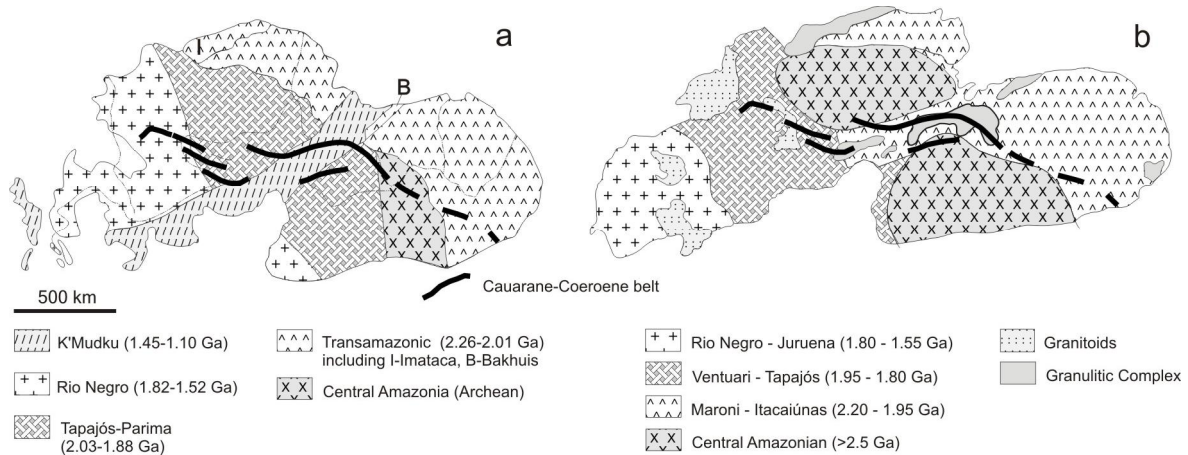 a
b
I
B
Cauarane-Coeroene belt
500 km
K'Mudku (1.45-1.10 Ga)
Rio Negro (1.82-1.52 Ga)
Tapajós-Parima
(2.03-1.88 Ga)
Transamazonic (2.26-2.01 Ga)
including I-Imataca, B-Bakhuis
Central Amazonia (Archean)
Rio Negro - Juruena (1.80 - 1.55 Ga)
Ventuari - Tapajós (1.95 - 1.80 Ga)
Maroni - Itacaiúnas (2.20 - 1.95 Ga)
Central Amazonian (>2.5 Ga)
Granitoids
Granulitic Complex